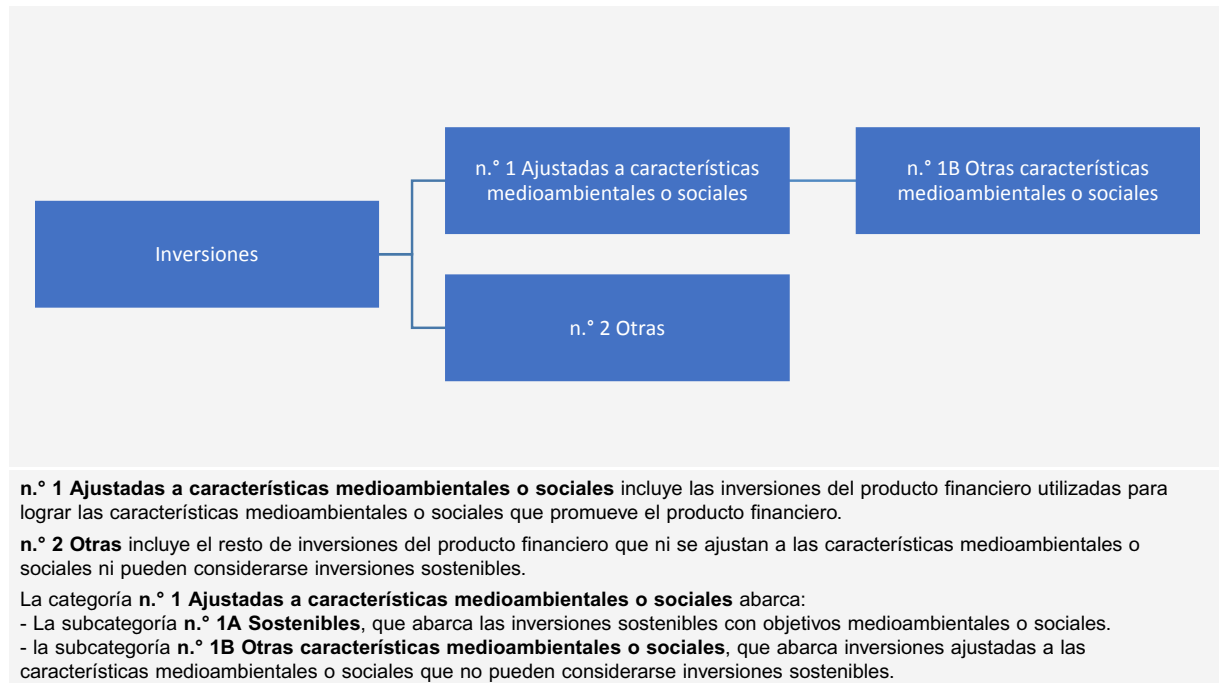 n.° 1 Ajustadas a características
medioambientales o sociales
n.° 1B Otras características
medioambientales o sociales
Inversiones
n.° 2 Otras
n.° 1 Ajustadas a características medioambientales o sociales incluye las inversiones del producto financiero utilizadas para
lograr las características medioambientales o sociales que promueve el producto financiero.
n.° 2 Otras incluye el resto de inversiones del producto financiero que ni se ajustan a las características medioambientales o
sociales ni pueden considerarse inversiones sostenibles.
La categoría n.° 1 Ajustadas a características medioambientales o sociales abarca:
- La subcategoría n.° 1A Sostenibles, que abarca las inversiones sostenibles con objetivos medioambientales o sociales.
- la subcategoría n.° 1B Otras características medioambientales o sociales, que abarca inversiones ajustadas a las
características medioambientales o sociales que no pueden considerarse inversiones sostenibles.